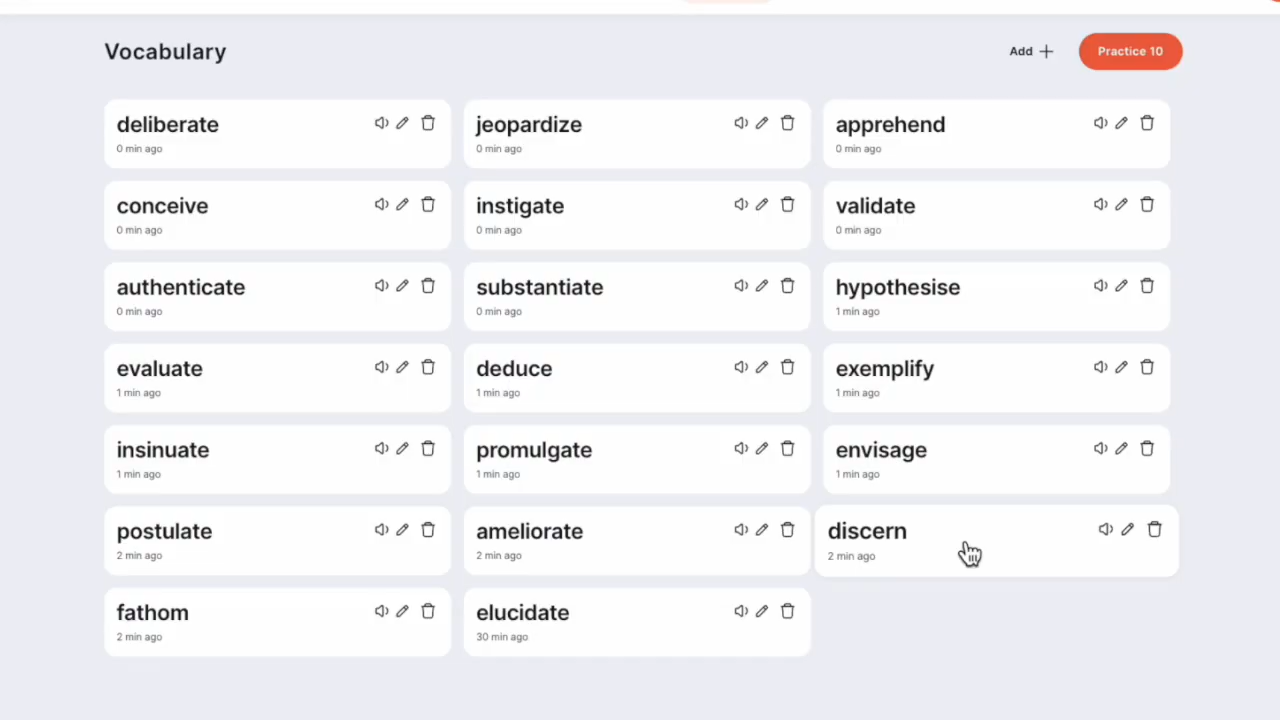 Vocabulary
Add
Practice 10
deliberate
0 min ago
jeopardize
0 min ago
apprehend
0 min ago
conceive
0 min ago
instigate
0 min ago
validate
0 min ago
authenticate
0 min ago
substantiate
0 min ago
hypothesise
1 min ago
evaluate
1 min ago
deduce
1 min ago
exemplify
1 min ago
insinuate
1 min ago
promulgate
1 min ago
envisage
1 min ago
postulate
2 min ago
ameliorate
2 min ago
discern
2 min ago
fathom
2 min ago
elucidate
30 min ago